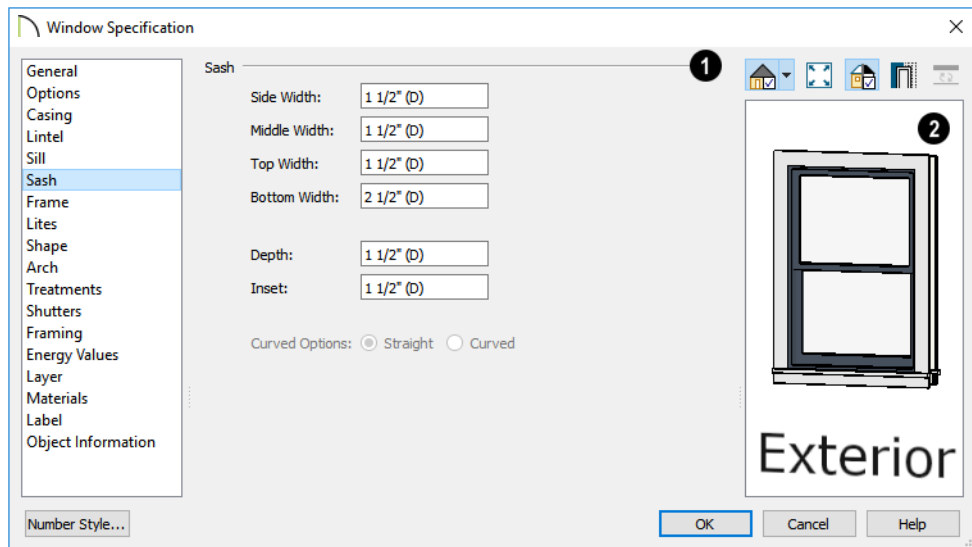 Window Specification
General
Options
Casing
Lintel
Sill
Sash
Frame
Lites
Shape
Arch
Treatments
Shutters
Framing
Energy Values
Layer
Materials
Label
Object Information
Number Style...
Sash
1
Side Width: 1 1/2" (D)
Middle Width: 1 1/2" (D)
Top Width: 1 1/2" (D)
Bottom Width: 2 1/2" (D)
Depth: 1 1/2" (D)
Inset: 1 1/2" (D)
Curved Options: Straight Curved
2
Exterior
OK Cancel Help